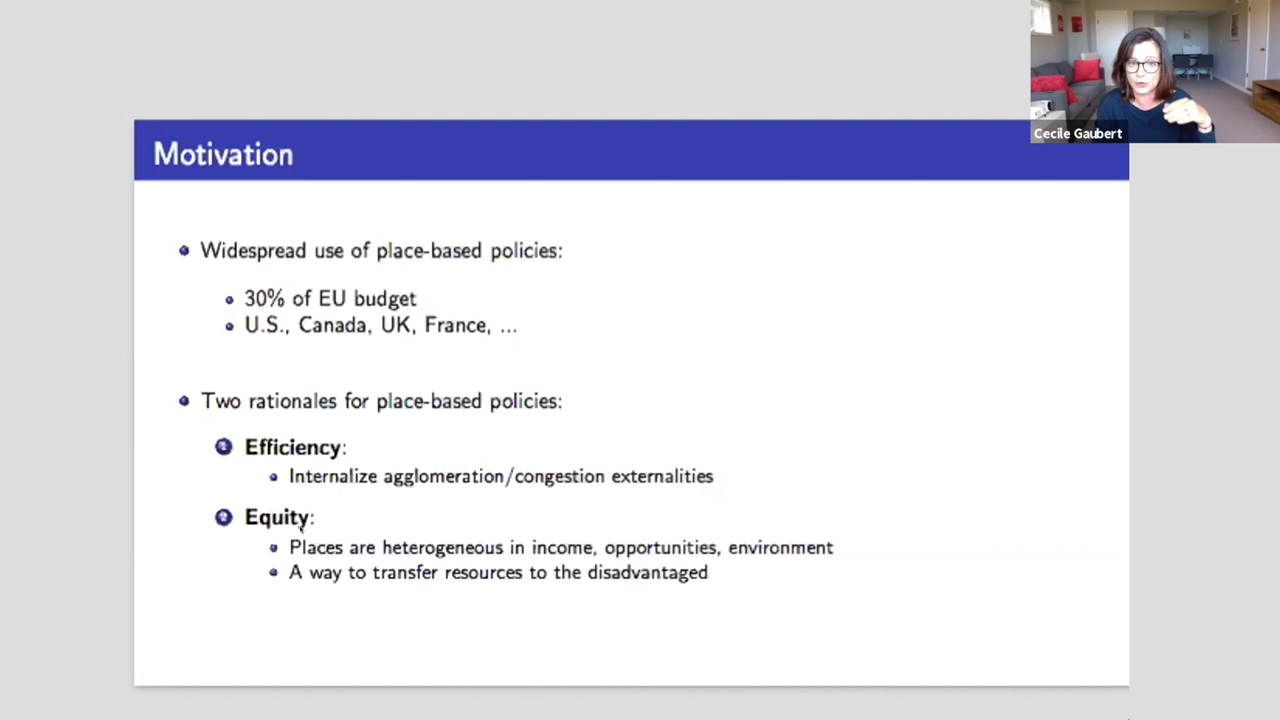 Cecile Gaubert
Motivation
Widespread use of place-based policies:
30% of EU budget
U.S., Canada, UK, France, ...
Two rationales for place-based policies:
1 Efficiency:
Internalize agglomeration/congestion externalities
2 Equity:
Places are heterogeneous in income, opportunities, environment
A way to transfer resources to the disadvantaged